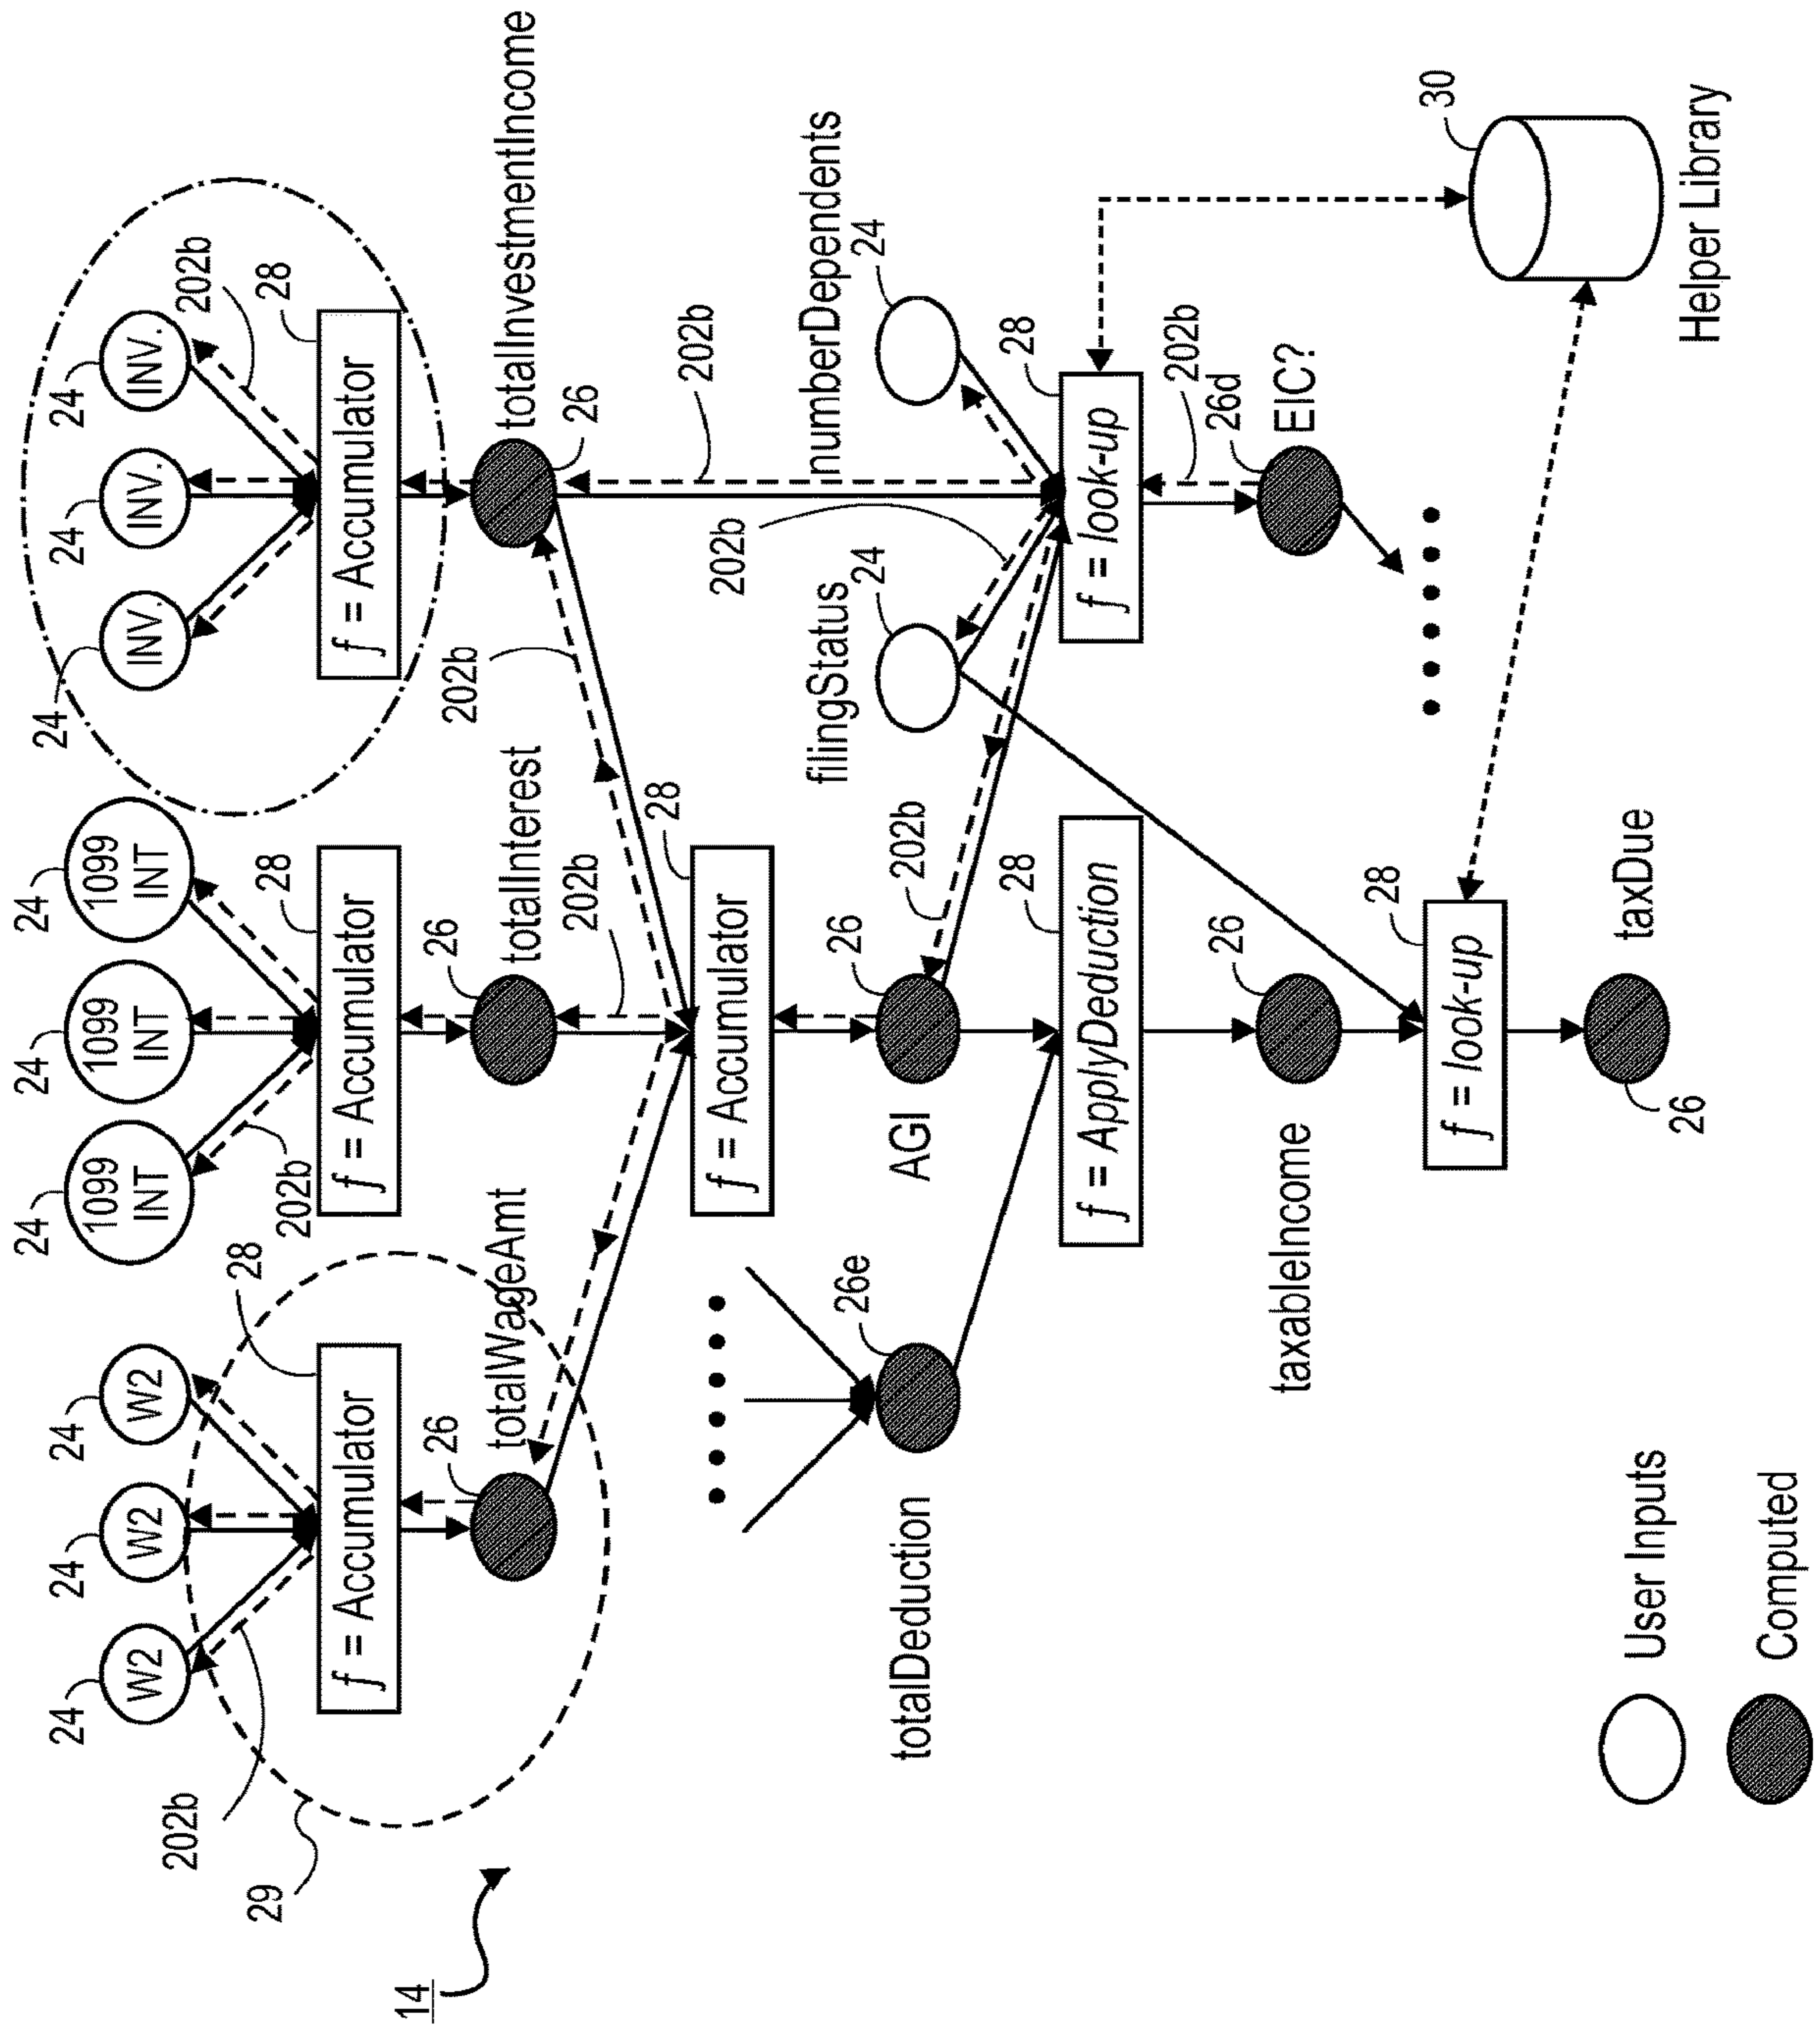 14
29
202b
24
W2
24
W2
24
W2
28
f = Accumulator
26
totalWageAmt
24
1099
INT
24
1099
INT
24
1099
INT
202b
28
f = Accumulator
26
totalInterest
202b
24
INV.
24
INV.
24
INV.
202b
28
f = Accumulator
26
totalInvestmentIncome
202b
28
f = Accumulator
202b
202b
numberDependents
24
filingStatus
24
totalDeduction
26e
AGI
26
202b
28
f = ApplyDeduction
28
f = look-up
202b
26d
EIC?
taxableIncome
26
28
f = look-up
30
Helper Library
26
taxDue
User Inputs
Computed